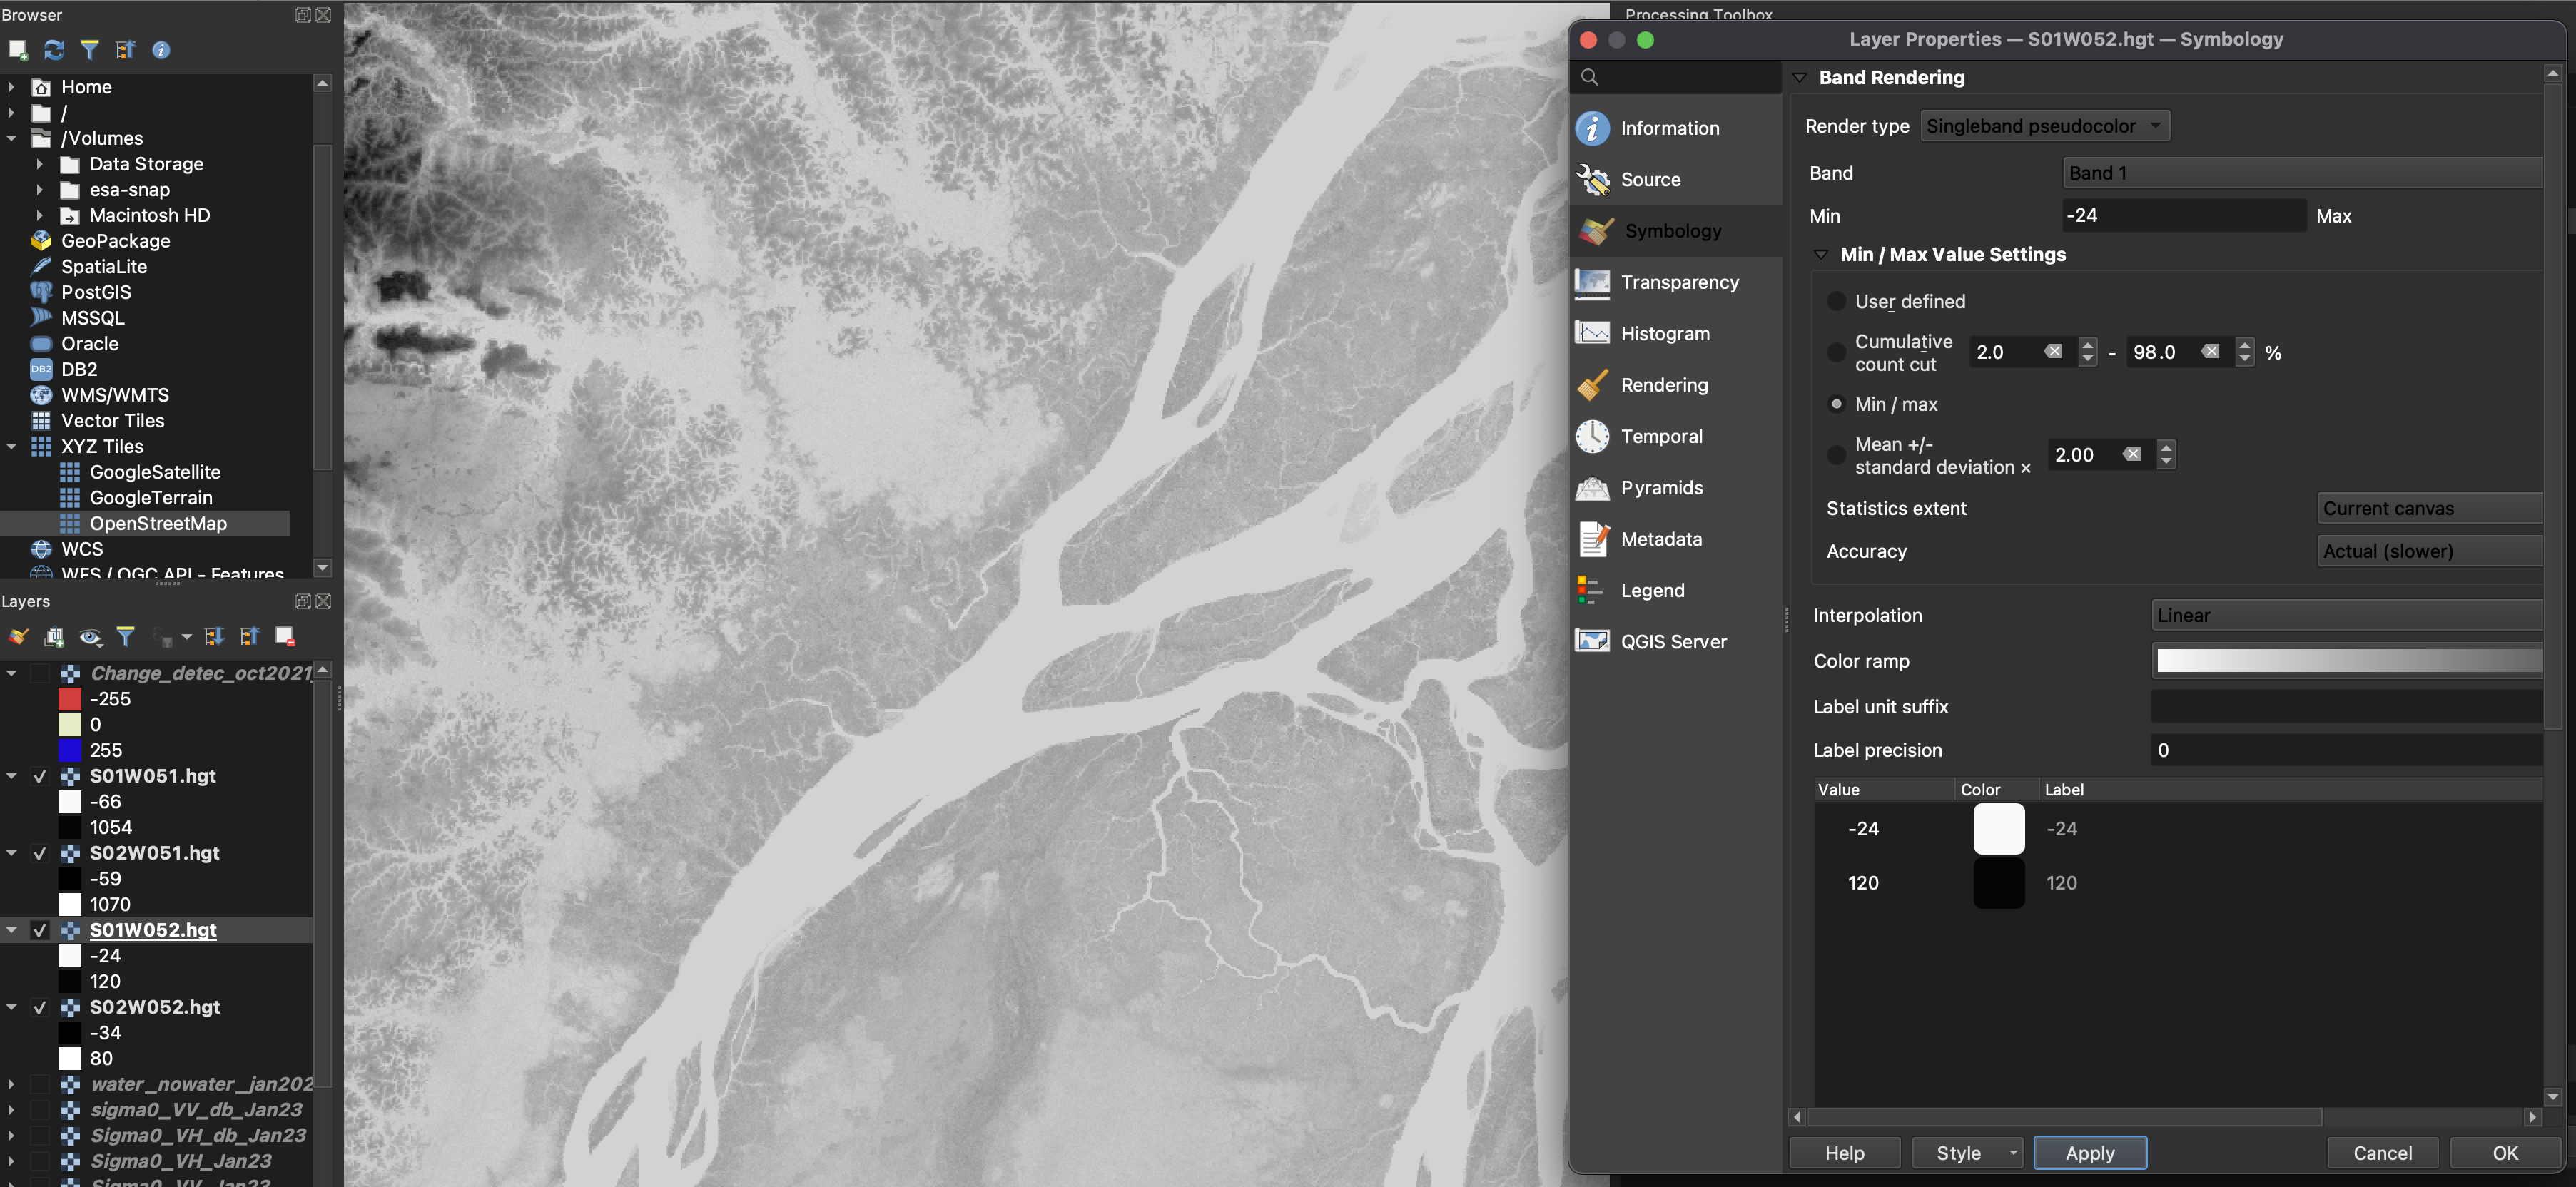 Browser
Home
/
/Volumes
Data Storage
esa-snap
Macintosh HD
GeoPackage
SpatiaLite
PostGIS
MSSQL
Oracle
DB2
DB2
WMS/WMTS
Vector Tiles
XYZ Tiles
GoogleSatellite
GoogleTerrain
OpenStreetMap
WCS
WFS / OGC API - Features
Layers
Change_detec_oct2021
-255
0
255
S01W051.hgt
-66
1054
S02W051.hgt
-59
1070
S01W052.hgt
-24
120
S02W052.hgt
-34
80
water_nowater_jan202
sigma0_VV_db_Jan23
Sigma0_VH_db_Jan23
Sigma0_VH_Jan23
Sigma0_VV_Jan23
Processing Toolbox
Layer Properties — S01W052.hgt — Symbology
Information
Source
Symbology
Transparency
Histogram
Rendering
Temporal
Pyramids
Metadata
Legend
QGIS Server
Band Rendering
Render type Singleband pseudocolor
Band Band 1
Min -24 Max
Min / Max Value Settings
User defined
Cumulative
count cut 2.0 - 98.0 %
Min / max
Mean +/-
standard deviation × 2.00
Statistics extent Current canvas
Accuracy Actual (slower)
Interpolation Linear
Color ramp
Label unit suffix
Label precision 0
Value Color Label
-24 -24
120 120
Help Style Apply Cancel OK